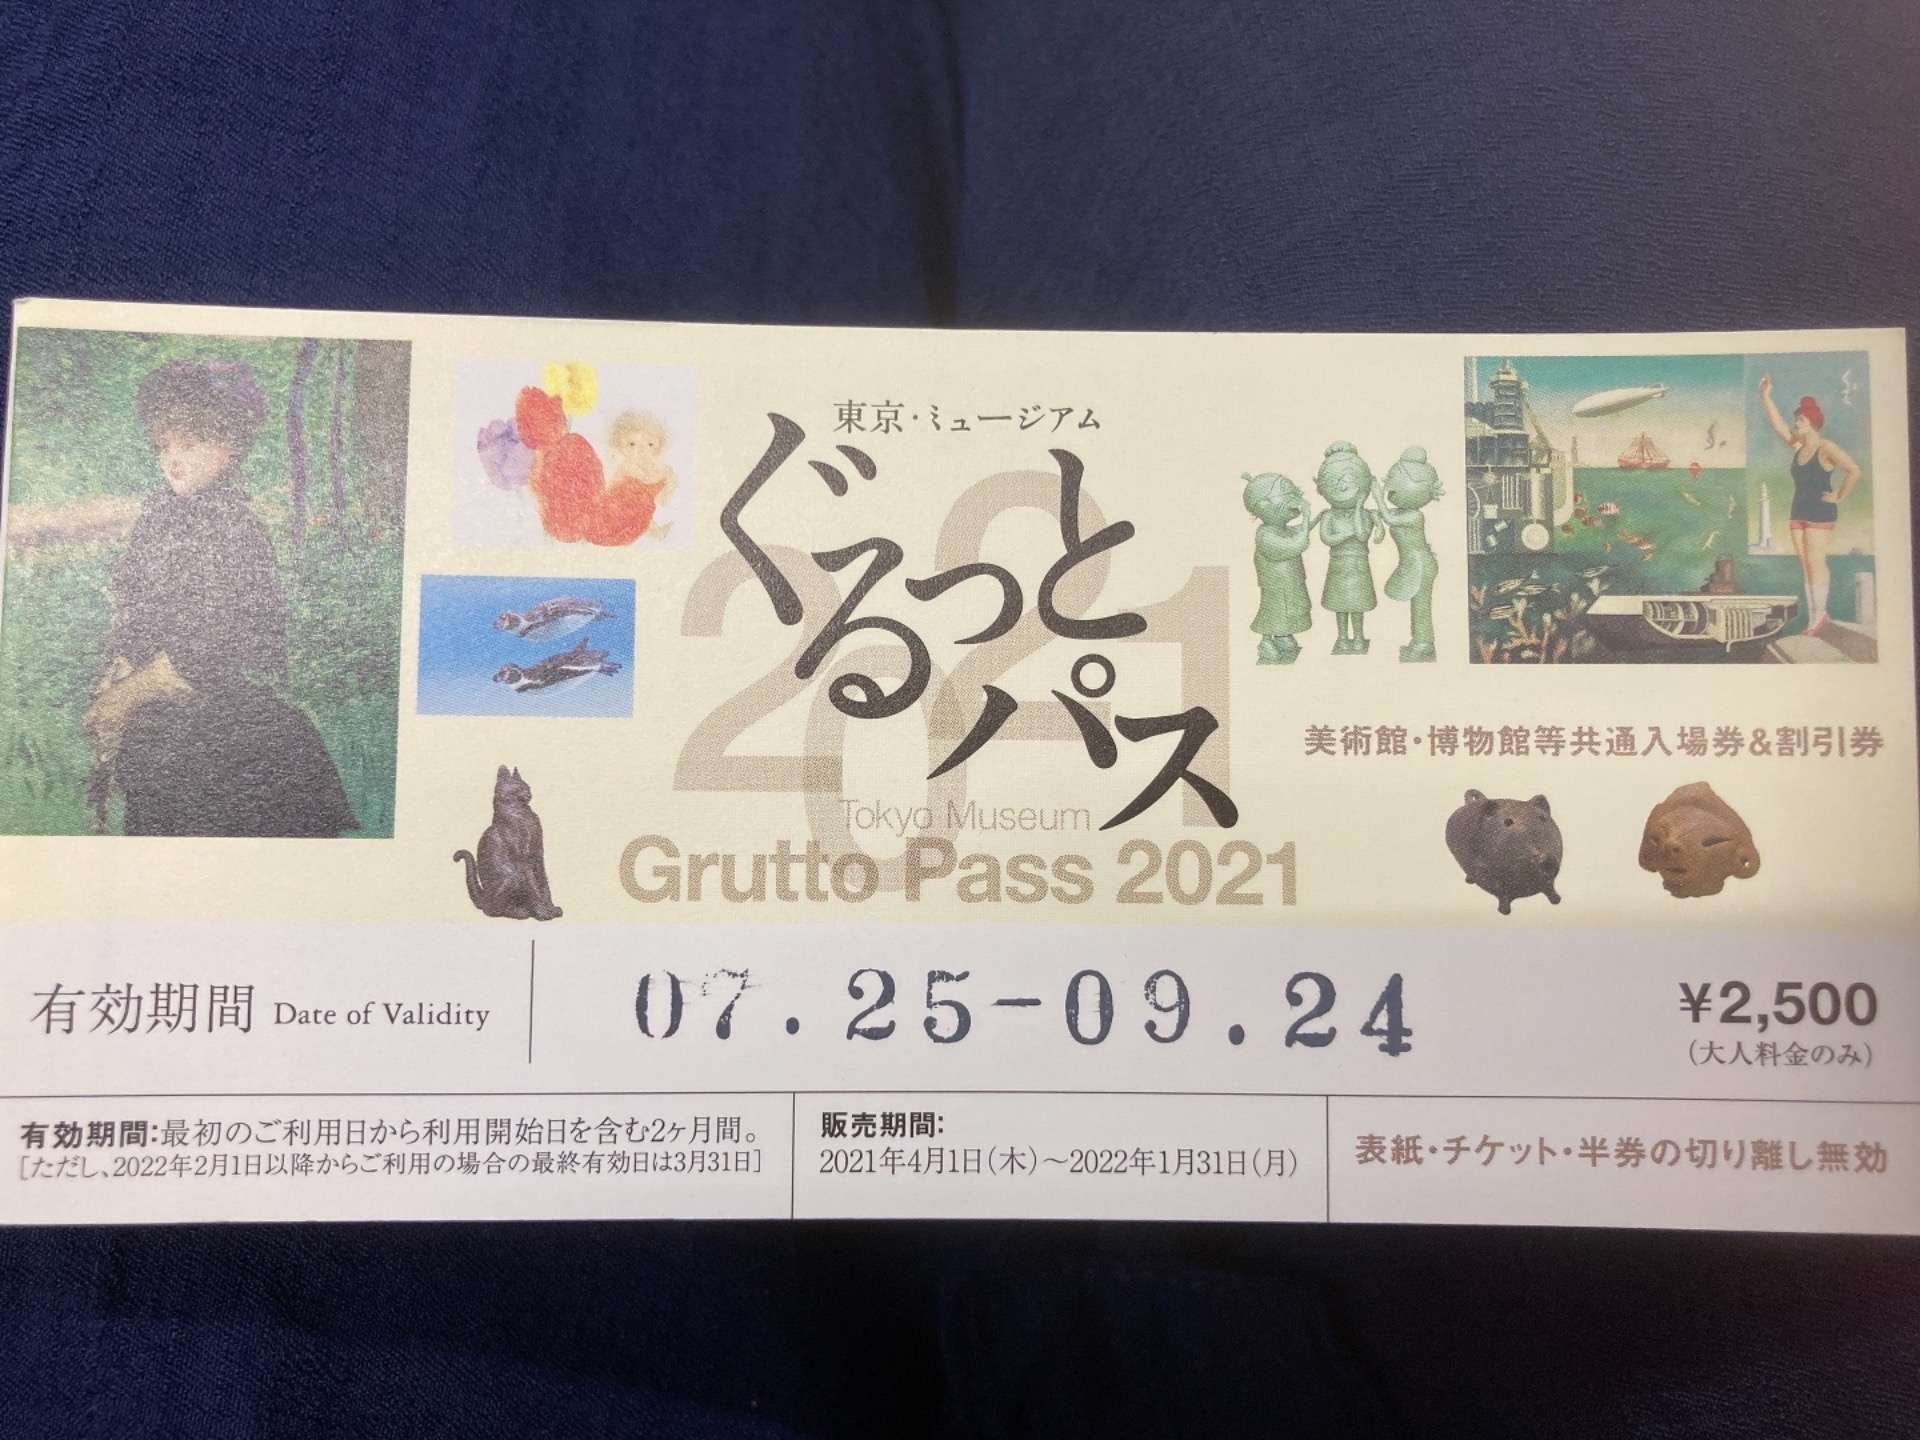 東京・ミュージアム
ぐるっと
パス
2021
Tokyo Museum
Grutto Pass 2021
美術館・博物館等共通入場券&割引券
有効期間 Date of Validity
07.25-09.24
¥2,500
(大人料金のみ)
有効期間:最初のご利用日から利用開始日を含む2ヶ月間。
[ただし、2022年2月1日以降からご利用の場合の最終有効日は3月31日]
販売期間:
2021年4月1日(木)～2022年1月31日(月)
表紙・チケット・半券の切り離し無効